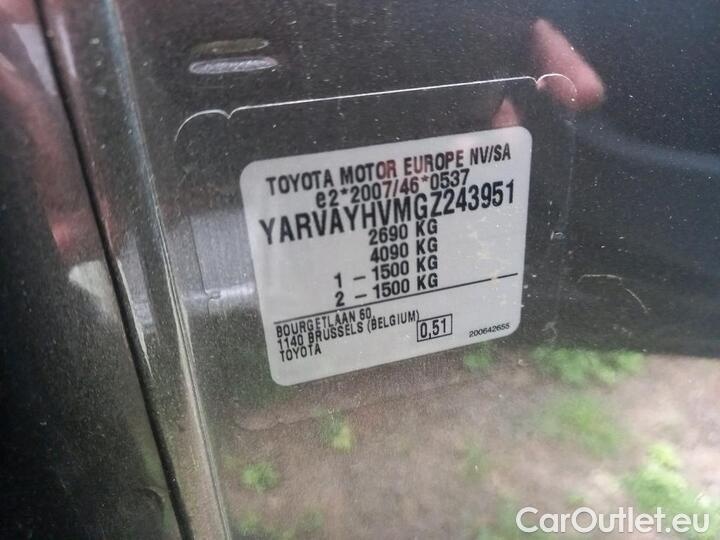 TOYOTA MOTOR EUROPE NV/SA
e2*2007/46*0537
YARVAYHVMGZ243951
2690 KG
4090 KG
1 - 1500 KG
2 - 1500 KG
BOURGETLAAN 60,
1140 BRUSSELS (BELGIUM)
TOYOTA
0,51
200642655
CarOutlet.eu